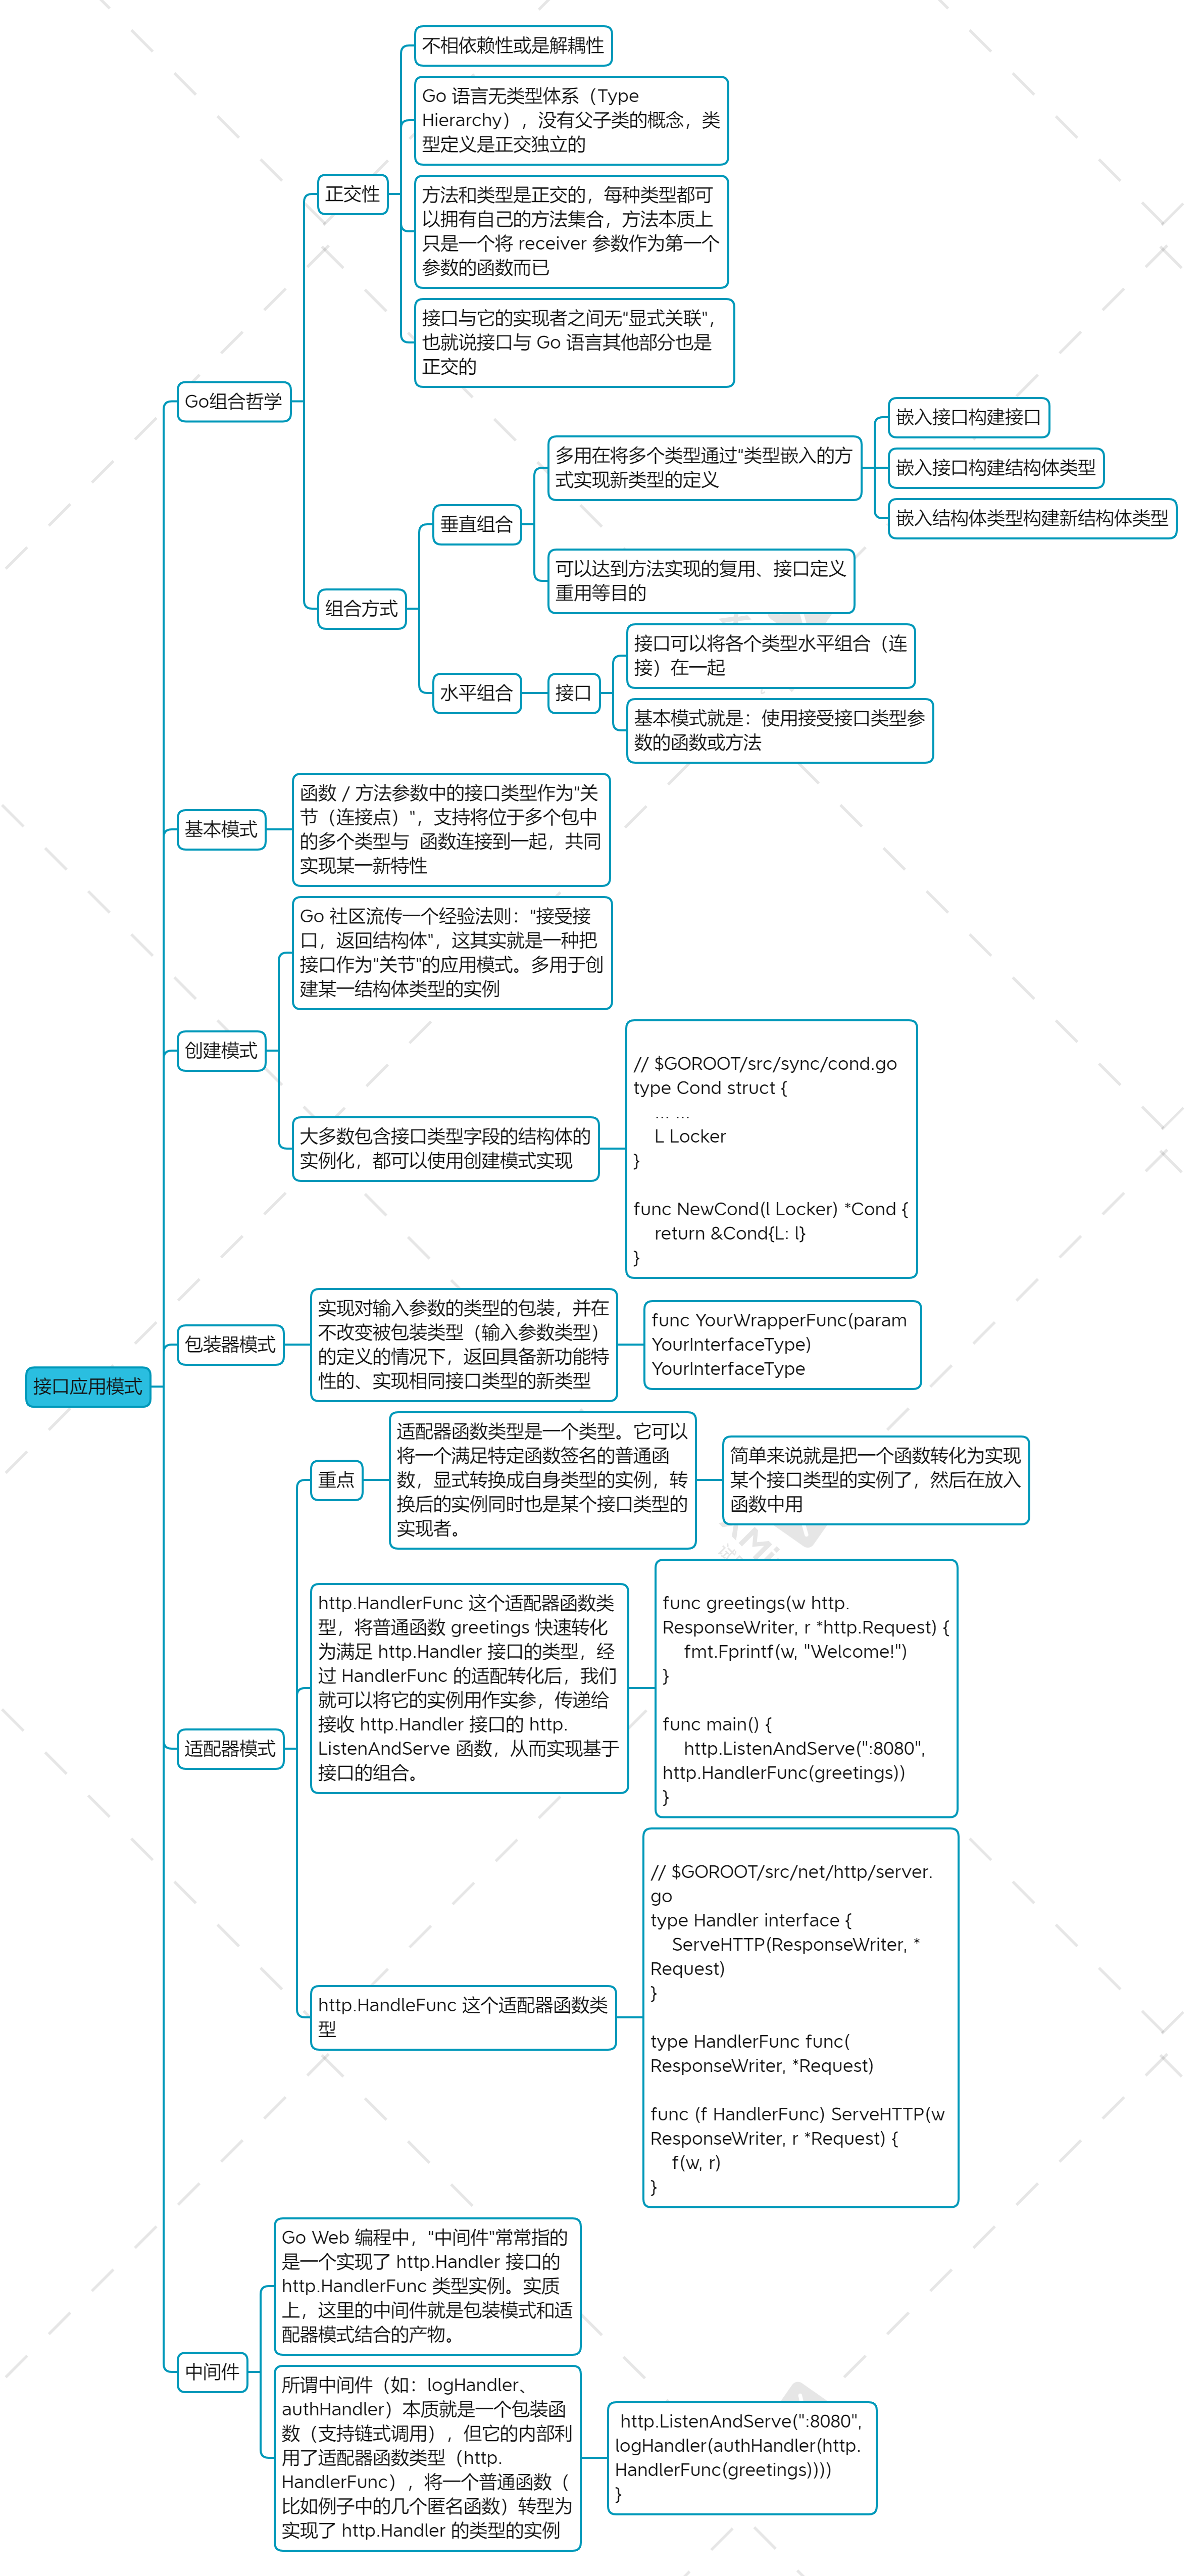 不相依赖性或是解耦性
Go 语言无类型体系（Type
Hierarchy），没有父子类的概念，类
型定义是正交独立的
正交性
方法和类型是正交的，每种类型都可
以拥有自己的方法集合，方法本质上
只是一个将 receiver 参数作为第一个
参数的函数而已
接口与它的实现者之间无"显式关联"，
也就说接口与 Go 语言其他部分也是
正交的
Go组合哲学
嵌入接口构建接口
多用在将多个类型通过"类型嵌入的方
式实现新类型的定义
嵌入接口构建结构体类型
嵌入结构体类型构建新结构体类型
垂直组合
可以达到方法实现的复用、接口定义
重用等目的
组合方式
接口可以将各个类型水平组合（连
接）在一起
水平组合
接口
基本模式就是：使用接受接口类型参
数的函数或方法
基本模式
函数 / 方法参数中的接口类型作为"关
节（连接点）"，支持将位于多个包中
的多个类型与  函数连接到一起，共同
实现某一新特性
Go 社区流传一个经验法则："接受接
口，返回结构体"，这其实就是一种把
接口作为"关节"的应用模式。多用于创
建某一结构体类型的实例
创建模式
大多数包含接口类型字段的结构体的
实例化，都可以使用创建模式实现
// $GOROOT/src/sync/cond.go
type Cond struct {
    ... ...
    L Locker
}
func NewCond(l Locker) *Cond {
    return &Cond{L: l}
}
包装器模式
实现对输入参数的类型的包装，并在
不改变被包装类型（输入参数类型）
的定义的情况下，返回具备新功能特
性的、实现相同接口类型的新类型
func YourWrapperFunc(param
YourInterfaceType)
YourInterfaceType
接口应用模式
重点
适配器函数类型是一个类型。它可以
将一个满足特定函数签名的普通函
数，显式转换成自身类型的实例，转
换后的实例同时也是某个接口类型的
实现者。
简单来说就是把一个函数转化为实现
某个接口类型的实例了，然后在放入
函数中用
http.HandlerFunc 这个适配器函数类
型，将普通函数 greetings 快速转化
为满足 http.Handler 接口的类型，经
过 HandlerFunc 的适配转化后，我们
就可以将它的实例用作实参，传递给
接收 http.Handler 接口的 http.
ListenAndServe 函数，从而实现基于
接口的组合。
func greetings(w http.
ResponseWriter, r *http.Request) {
    fmt.Fprintf(w, "Welcome!")
}
func main() {
    http.ListenAndServe(":8080",
http.HandlerFunc(greetings))
}
适配器模式
http.HandleFunc 这个适配器函数类
型
// $GOROOT/src/net/http/server.
go
type Handler interface {
    ServeHTTP(ResponseWriter, *
Request)
}
type HandlerFunc func(
ResponseWriter, *Request)
func (f HandlerFunc) ServeHTTP(w
ResponseWriter, r *Request) {
    f(w, r)
}
Go Web 编程中，"中间件"常常指的
是一个实现了 http.Handler 接口的
http.HandlerFunc 类型实例。实质
上，这里的中间件就是包装模式和适
配器模式结合的产物。
中间件
所谓中间件（如：logHandler、
authHandler）本质就是一个包装函
数（支持链式调用），但它的内部利
用了适配器函数类型（http.
HandlerFunc），将一个普通函数（
比如例子中的几个匿名函数）转型为
实现了 http.Handler 的类型的实例
http.ListenAndServe(":8080",
logHandler(authHandler(http.
HandlerFunc(greetings))))
}